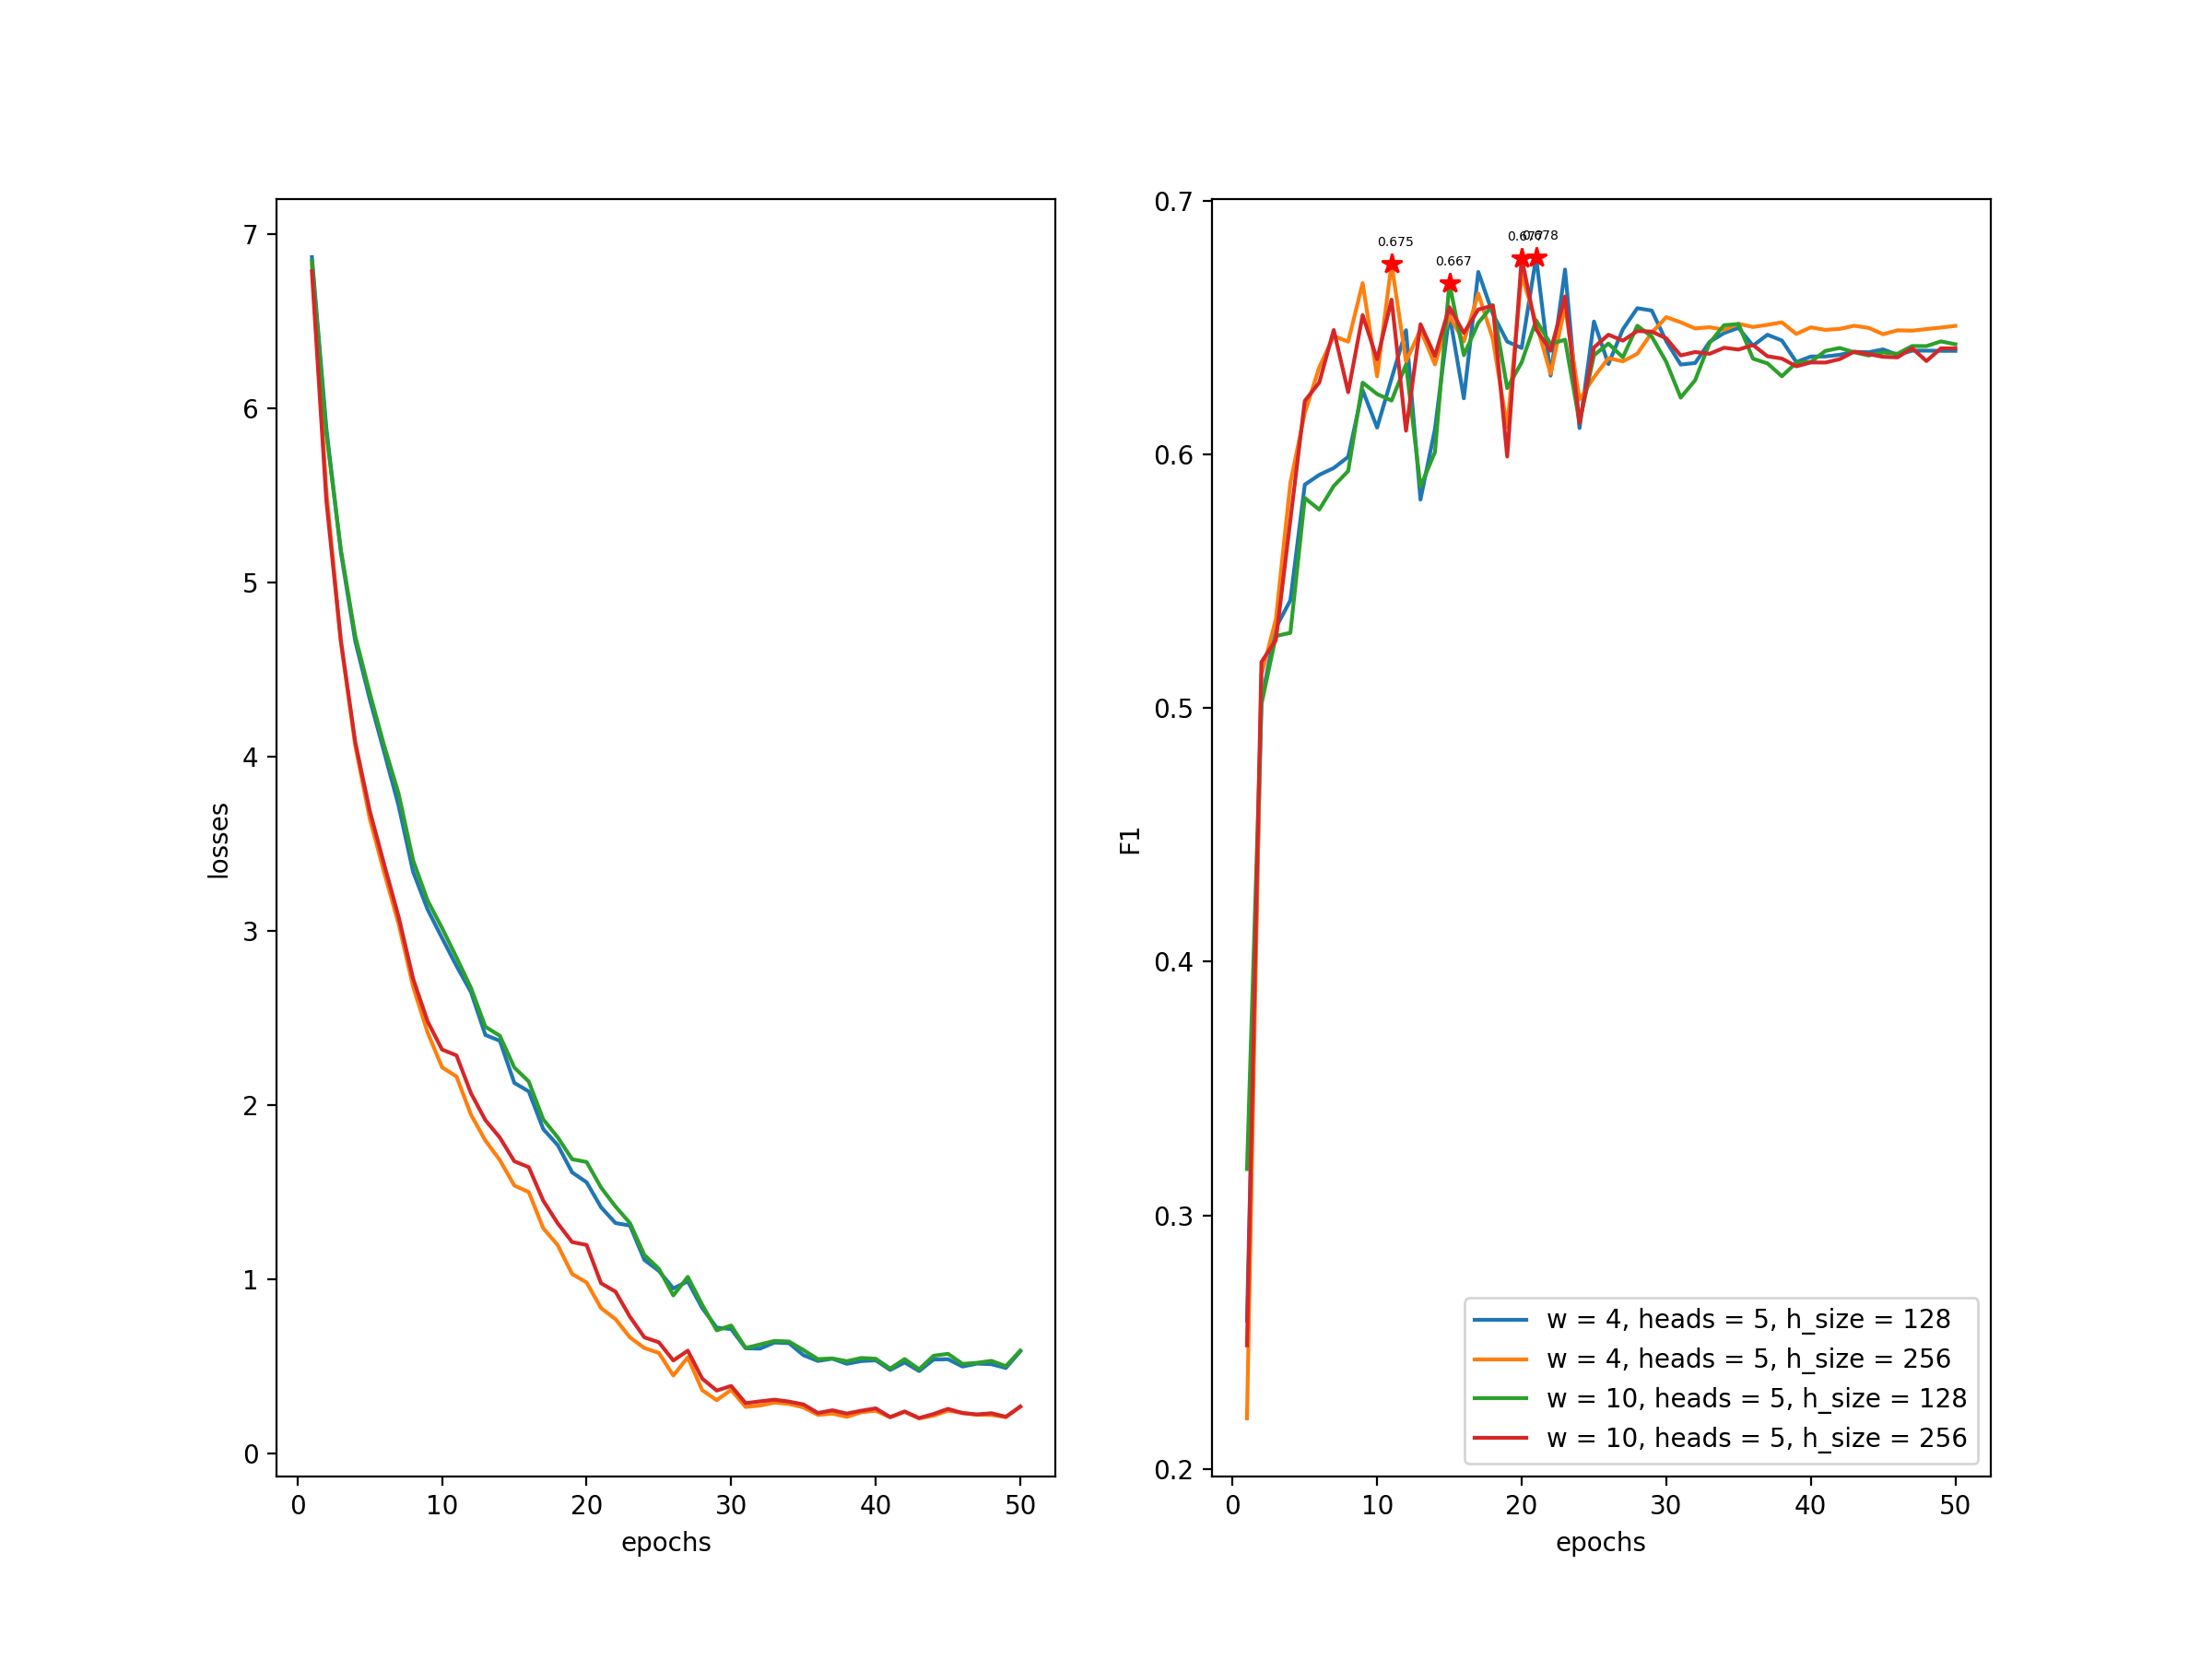 7
6
5
4
3
2
1
0
losses
0 10 20 30 40 50
epochs
0.7
0.6
0.5
0.4
0.3
0.2
F1
0.675
0.667
0.677
0.678
w = 4, heads = 5, h_size = 128
w = 4, heads = 5, h_size = 256
w = 10, heads = 5, h_size = 128
w = 10, heads = 5, h_size = 256
0 10 20 30 40 50
epochs